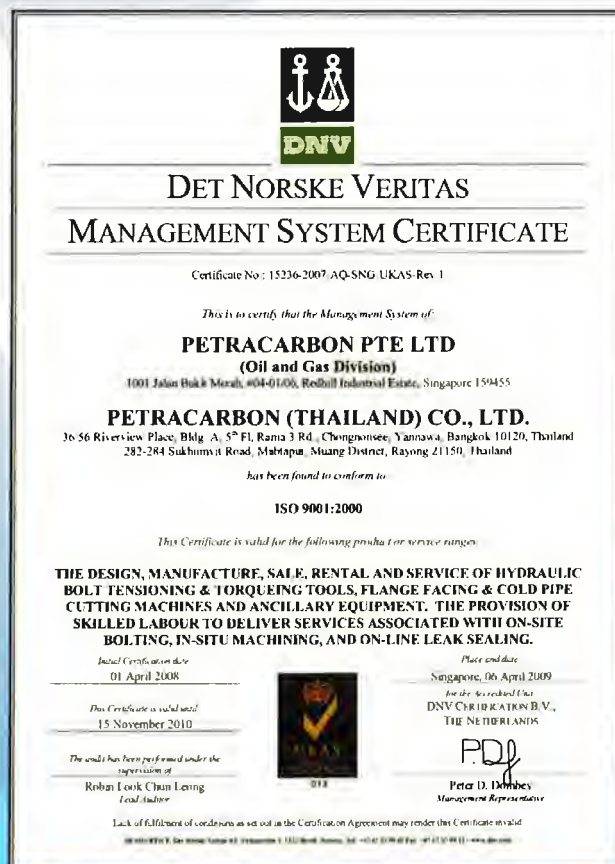 DNV
DET NORSKE VERITAS
MANAGEMENT SYSTEM CERTIFICATE
Certificate No.: 15236-2007-AQ-SNG-UKAS-Rev 1
This is to certify that the Management System of:
PETRACARBON PTE LTD
(Oil and Gas Division)
1001 Jalan Bukit Merah, #04-01/06, Redhill Industrial Estate, Singapore 159455
PETRACARBON (THAILAND) CO., LTD.
36/56 Riverview Place, Bldg. A, 5th Fl, Rama 3 Rd., Chongnonsee, Yannawa, Bangkok 10120, Thailand
282-284 Sukhumvit Road, Mabtapud, Muang District, Rayong 21150, Thailand
has been found to conform to
ISO 9001:2000
This Certificate is valid for the following product or service ranges:
THE DESIGN, MANUFACTURE, SALE, RENTAL AND SERVICE OF HYDRAULIC
BOLT TENSIONING & TORQUEING TOOLS, FLANGE FACING & COLD PIPE
CUTTING MACHINES AND ANCILLARY EQUIPMENT. THE PROVISION OF
SKILLED LABOUR TO DELIVER SERVICES ASSOCIATED WITH ON-SITE
BOLTING, IN-SITU MACHINING, AND ON-LINE LEAK SEALING.
Initial Certification date
01 April 2008
This Certificate is valid until
15 November 2010
The audit has been performed under the
supervision of
Robin Look Chun Leong
Lead Auditor
UKAS
013
Place and date
Singapore, 06 April 2009
for the Accredited Unit
DNV CERTIFICATION B.V.,
THE NETHERLANDS
Peter D. Dombey
Management Representative
Lack of fulfilment of conditions as set out in the Certification Agreement may render this Certificate invalid